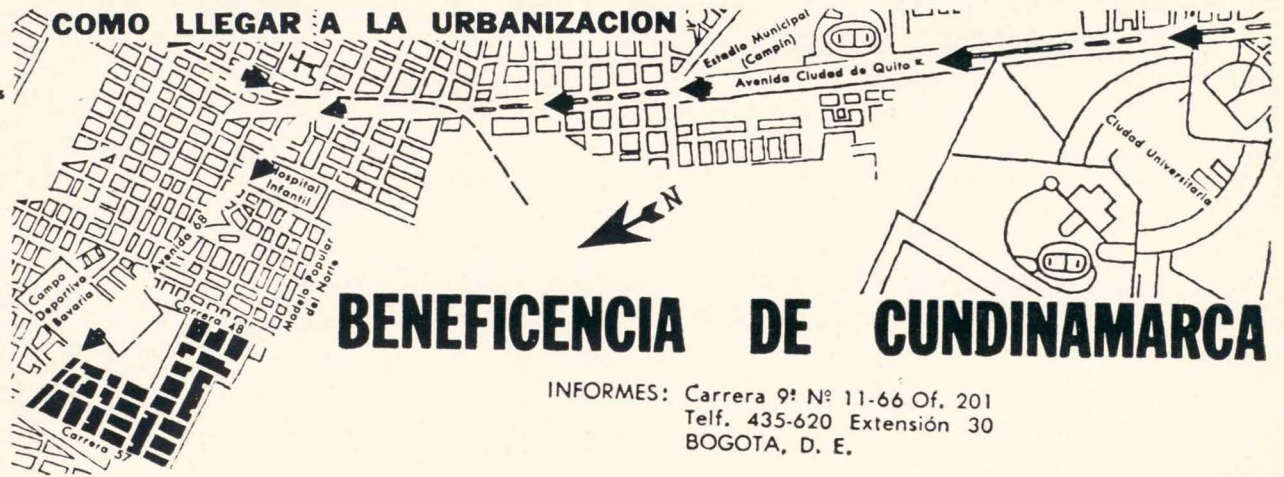 COMO LLEGAR A LA URBANIZACION
Estadio Municipal
(Campin)
Avenida Ciudad de Quito
Ciudad Universitaria
Hospital
Infantil
N
Avenida 68
Modelo Popular
del Norte
Campo
Deportivo
Bavaria
Carrera 48
Carrera 57
BENEFICENCIA DE CUNDINAMARCA
INFORMES: Carrera 9ª Nº 11-66 Of. 201
Telf. 435-620 Extensión 30
BOGOTA, D. E.